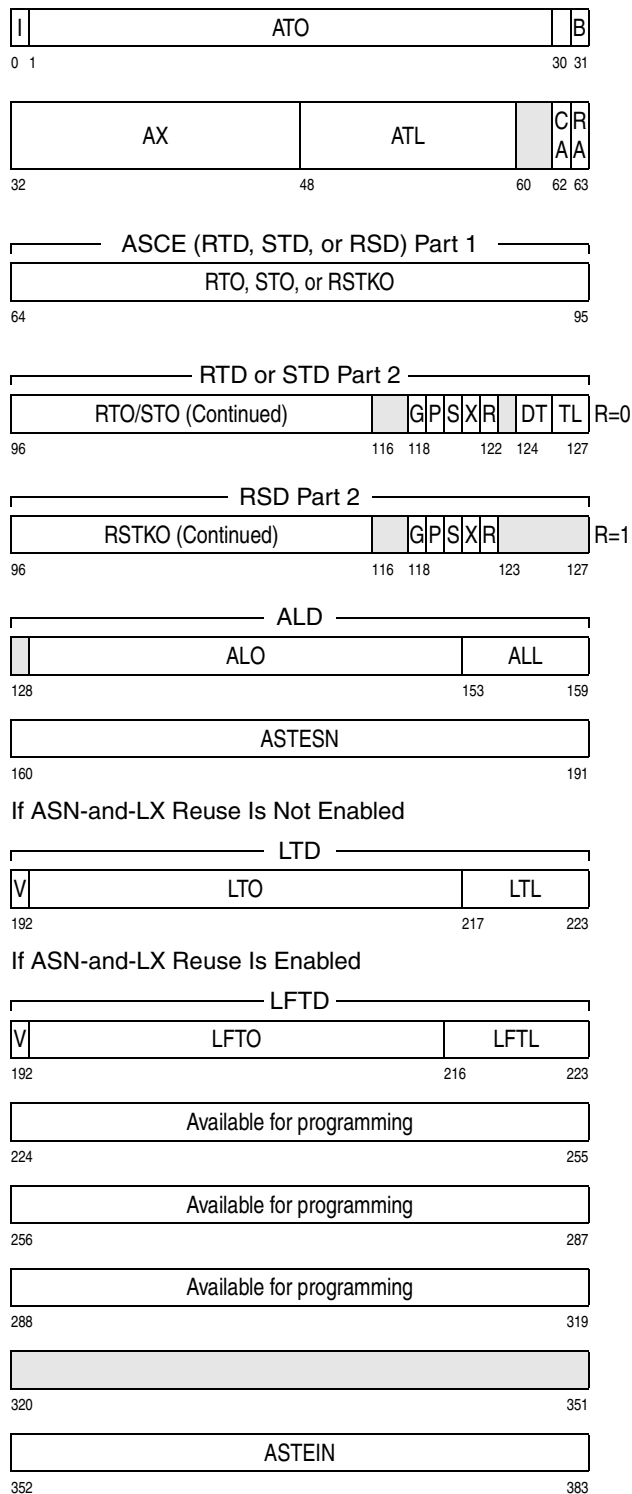 I ATO B
0 1 30 31
AX ATL CA RA
32 48 60 62 63
ASCE (RTD, STD, or RSD) Part 1
RTO, STO, or RSTKO
64 95
RTD or STD Part 2
RTO/STO (Continued) G P S X R DT TL R=0
96 116 118 122 124 127
RSD Part 2
RSTKO (Continued) G P S X R R=1
96 116 118 123 127
ALD
ALO ALL
128 153 159
ASTESN
160 191
If ASN-and-LX Reuse Is Not Enabled
LTD
V LTO LTL
192 217 223
If ASN-and-LX Reuse Is Enabled
LFTD
V LFTO LFTL
192 216 223
Available for programming
224 255
Available for programming
256 287
Available for programming
288 319
320 351
ASTEIN
352 383